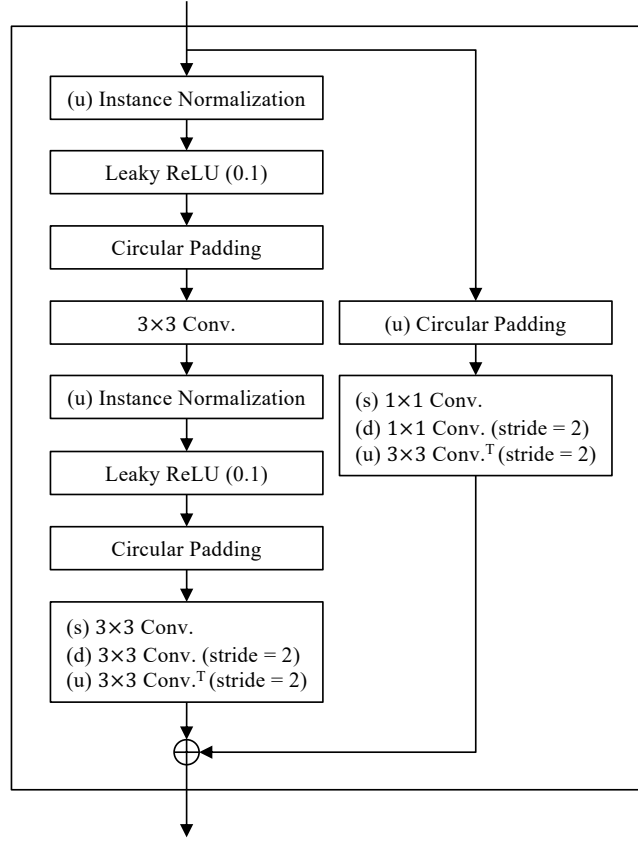 (u) Instance Normalization
Leaky ReLU (0.1)
Circular Padding
3×3 Conv.
(u) Instance Normalization
Leaky ReLU (0.1)
Circular Padding
(s) 3×3 Conv.
(d) 3×3 Conv. (stride = 2)
(u) 3×3 Conv.ᵀ (stride = 2)
(u) Circular Padding
(s) 1×1 Conv.
(d) 1×1 Conv. (stride = 2)
(u) 3×3 Conv.ᵀ (stride = 2)